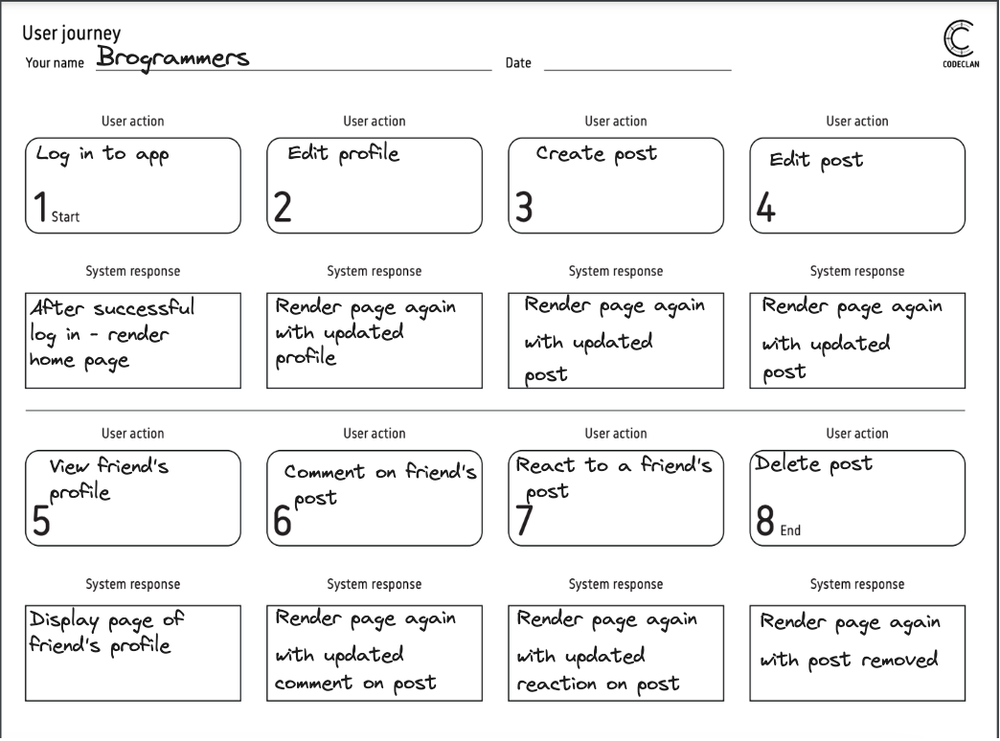 User journey
Your name Brogrammers Date
CODECLAN
User action
Log in to app
1 Start
User action
Edit profile
2
User action
Create post
3
User action
Edit post
4
System response
After successful
log in - render
home page
System response
Render page again
with updated
profile
System response
Render page again
with updated
post
System response
Render page again
with updated
post
User action
View friend's
profile
5
User action
Comment on friend's
post
6
User action
React to a friend's
post
7
User action
Delete post
8 End
System response
Display page of
friend's profile
System response
Render page again
with updated
comment on post
System response
Render page again
with updated
reaction on post
System response
Render page again
with post removed